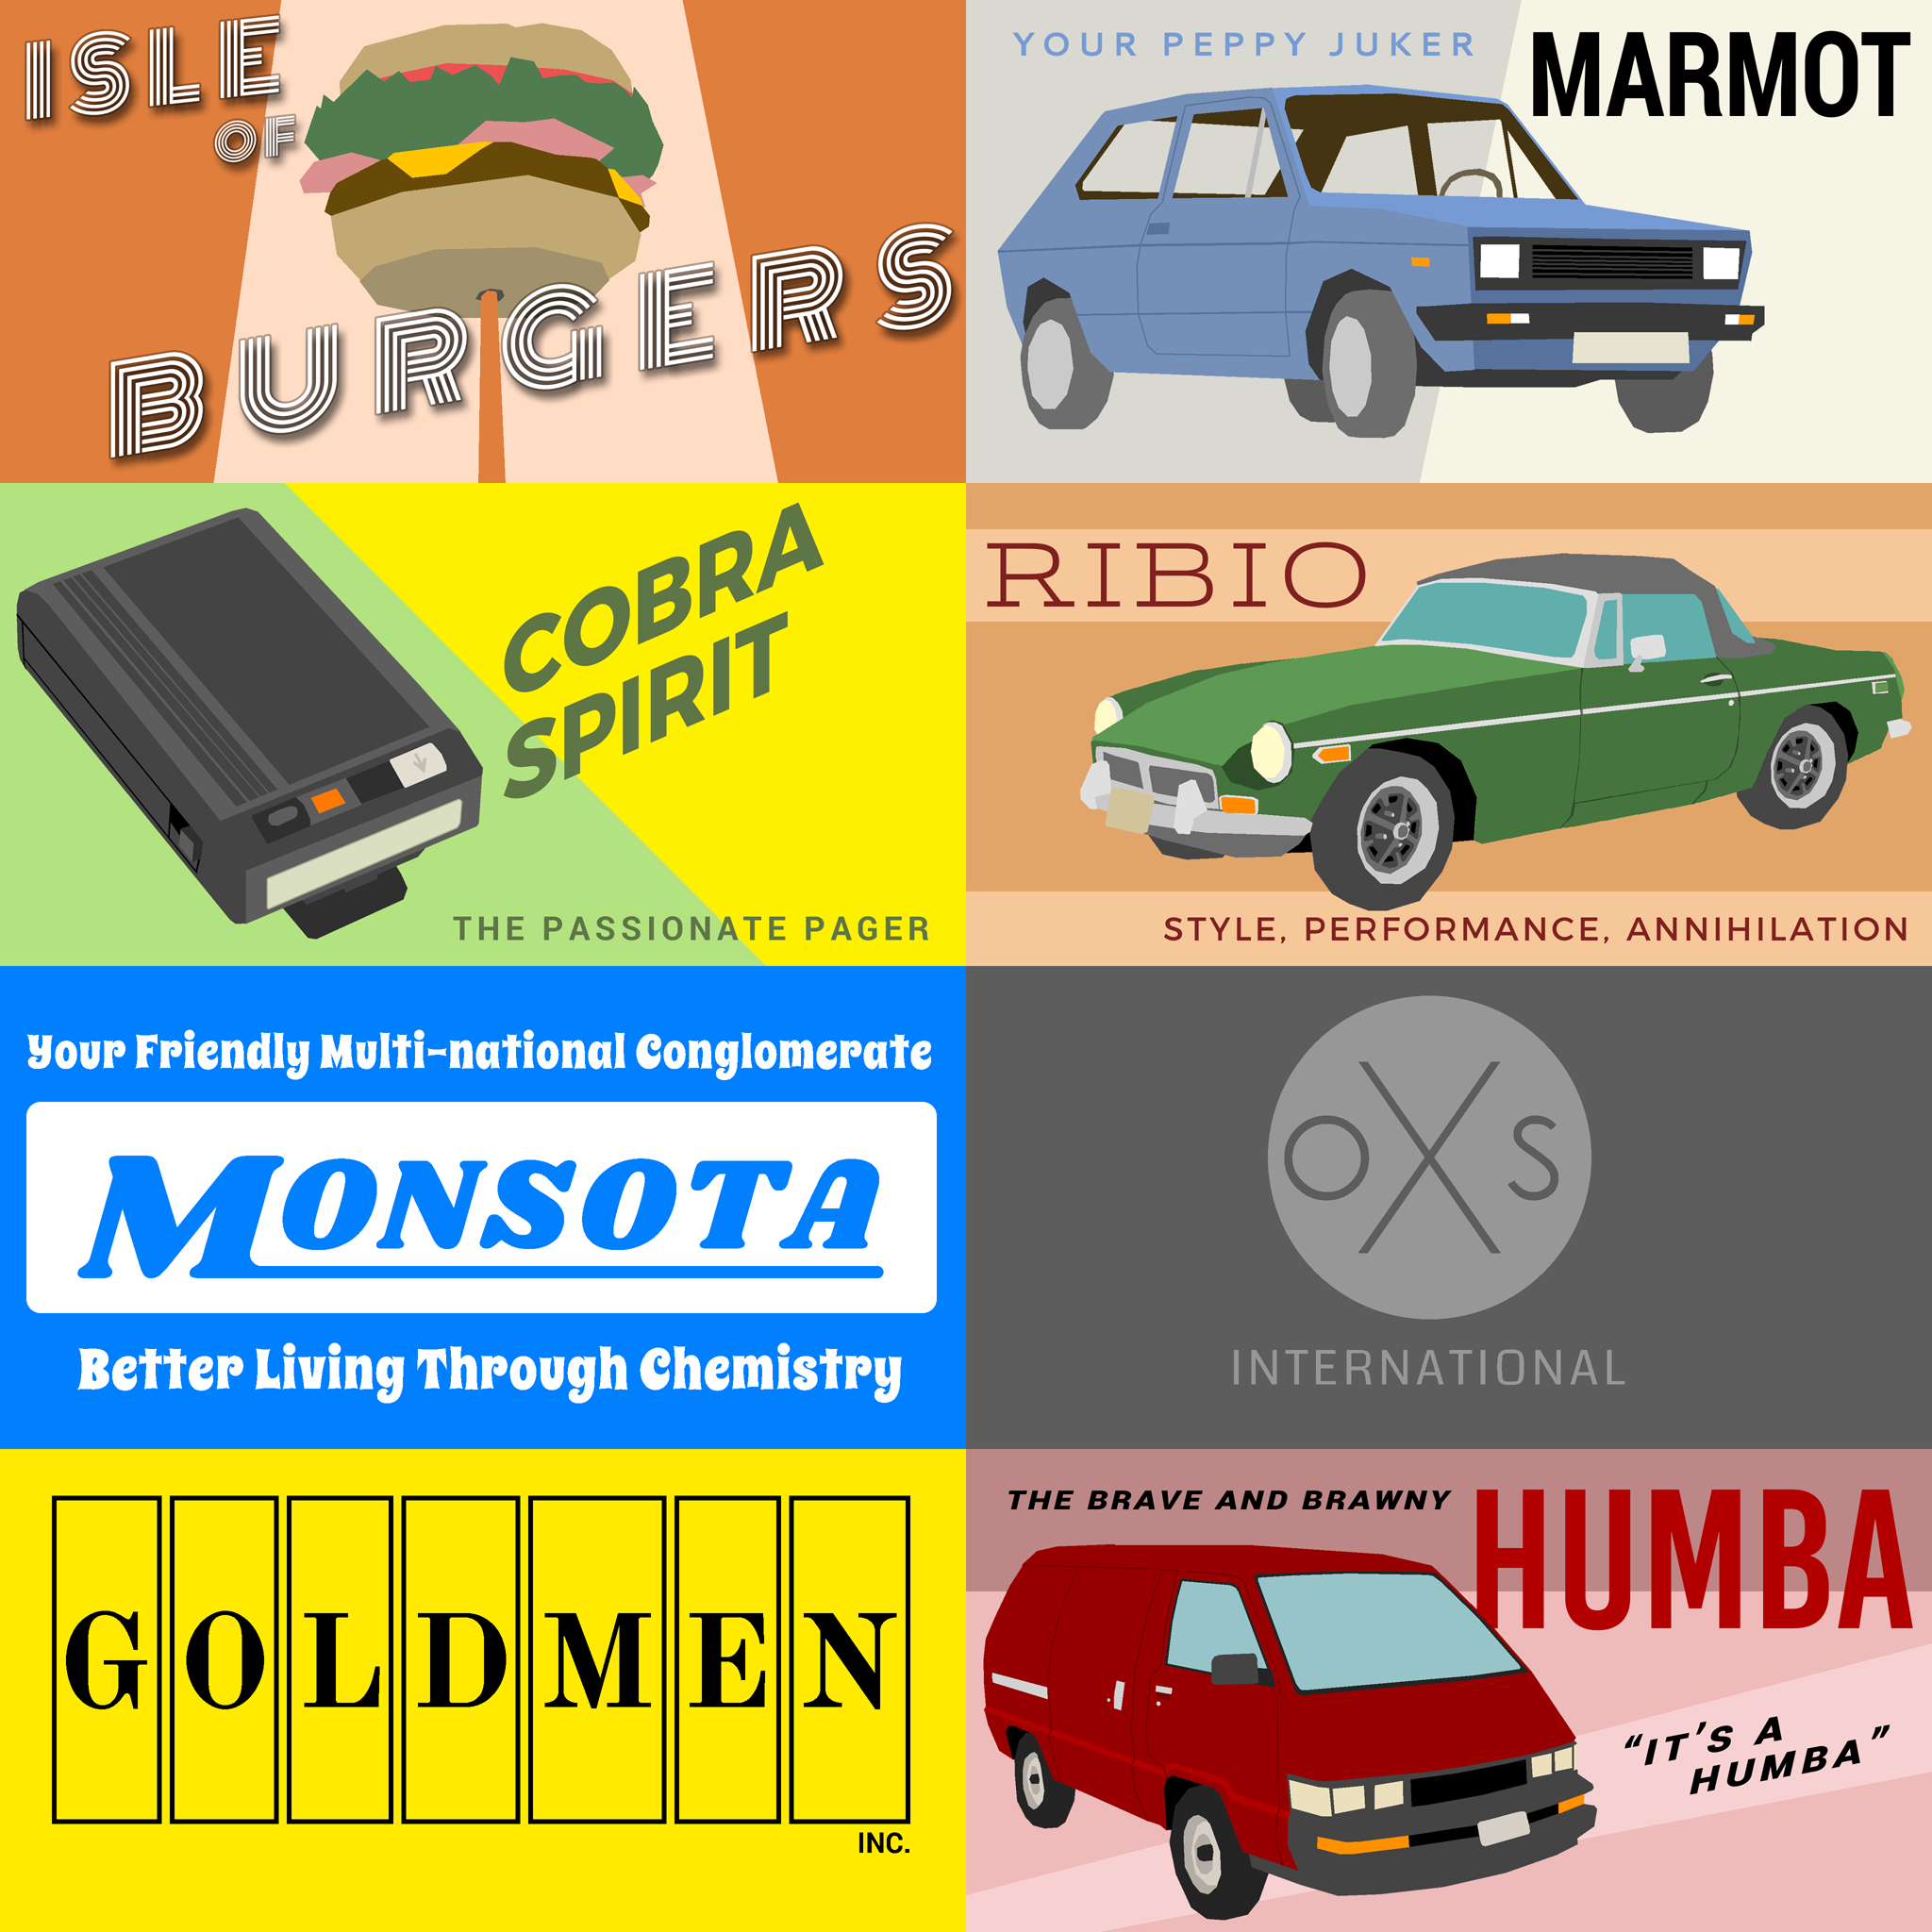 ISLE
OF
BURGERS
YOUR PEPPY JUKER
MARMOT
COBRA
SPIRIT
THE PASSIONATE PAGER
RIBIO
STYLE, PERFORMANCE, ANNIHILATION
Your Friendly Multi-national Conglomerate
MONSOTA
Better Living Through Chemistry
OXS
INTERNATIONAL
GOLDMEN
INC.
THE BRAVE AND BRAWNY
HUMBA
“IT’S A
HUMBA”